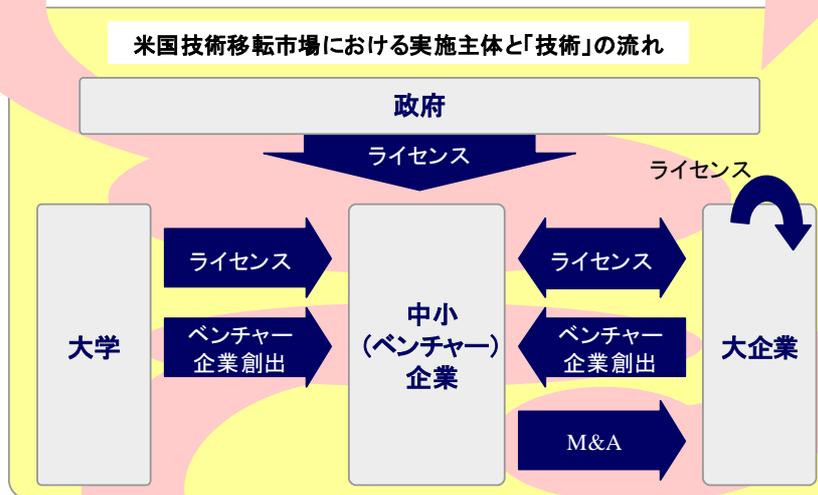 米国技術移転市場における実施主体と「技術」の流れ
政府
ライセンス
ライセンス
大学
ライセンス
ベンチャー
企業創出
中小
（ベンチャー）
企業
ライセンス
ベンチャー
企業創出
M&A
大企業